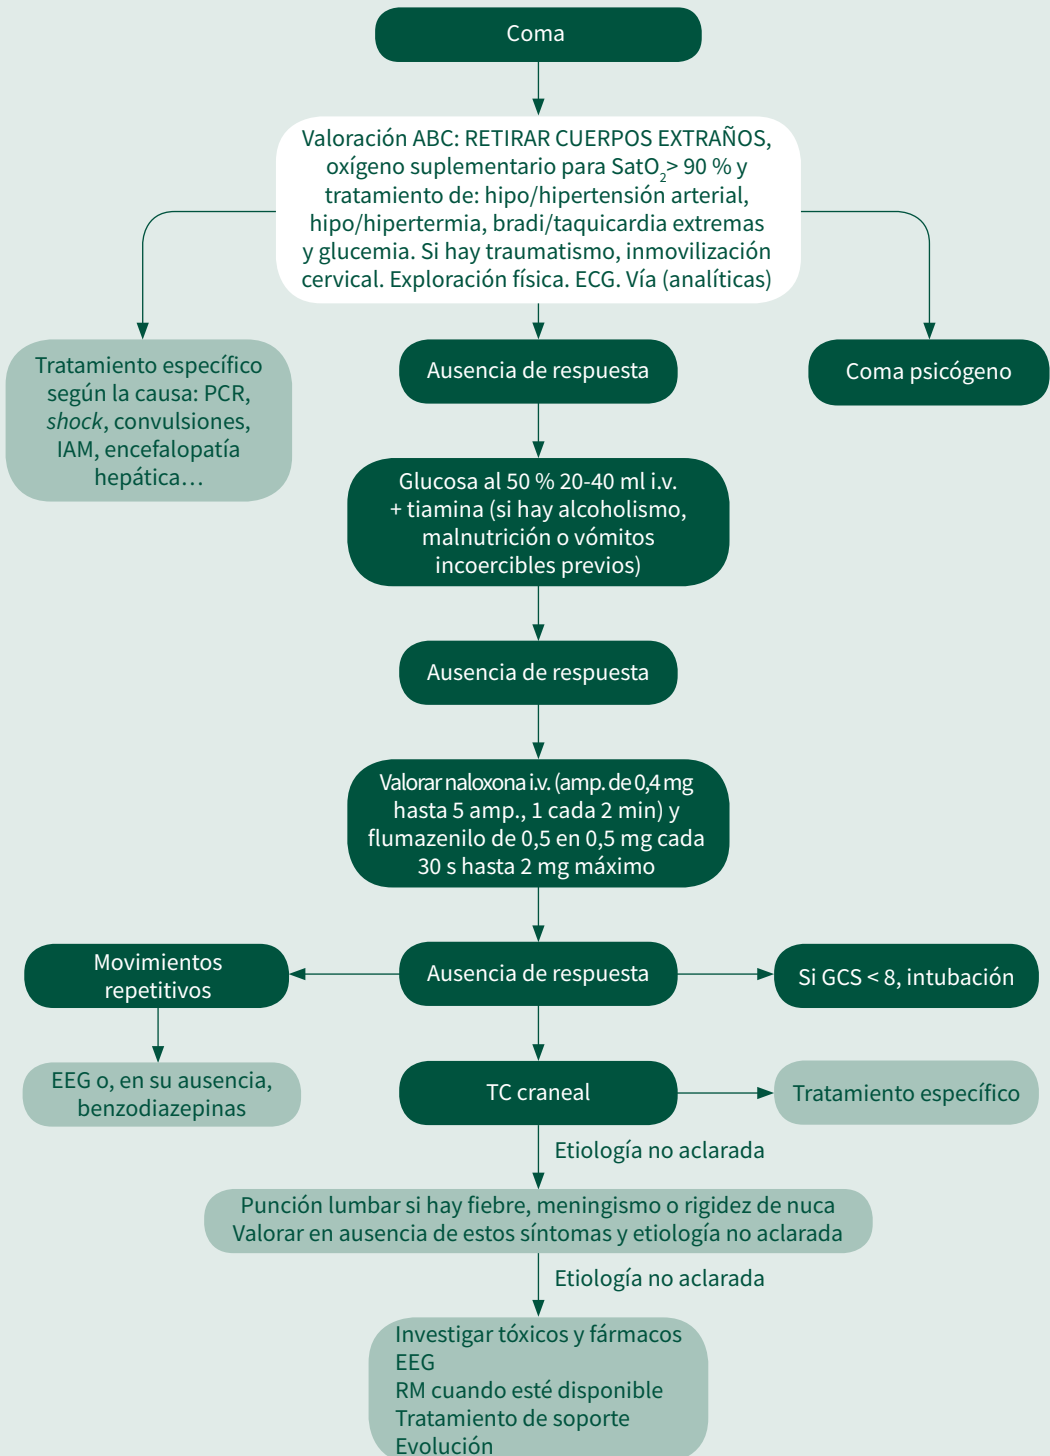 Coma
Valoración ABC: RETIRAR CUERPOS EXTRAÑOS,
oxígeno suplementario para SatO₂> 90 % y
tratamiento de: hipo/hipertensión arterial,
hipo/hipertermia, bradi/taquicardia extremas
y glucemia. Si hay traumatismo, inmovilización
cervical. Exploración física. ECG. Vía (analíticas)
Tratamiento específico
según la causa: PCR,
shock, convulsiones,
IAM, encefalopatía
hepática…
Ausencia de respuesta
Coma psicógeno
Glucosa al 50 % 20-40 ml i.v.
+ tiamina (si hay alcoholismo,
malnutrición o vómitos
incoercibles previos)
Ausencia de respuesta
Valorar naloxona i.v. (amp. de 0,4 mg
hasta 5 amp., 1 cada 2 min) y
flumazenilo de 0,5 en 0,5 mg cada
30 s hasta 2 mg máximo
Movimientos
repetitivos
Ausencia de respuesta
Si GCS < 8, intubación
EEG o, en su ausencia,
benzodiazepinas
TC craneal
Tratamiento específico
Etiología no aclarada
Punción lumbar si hay fiebre, meningismo o rigidez de nuca
Valorar en ausencia de estos síntomas y etiología no aclarada
Etiología no aclarada
Investigar tóxicos y fármacos
EEG
RM cuando esté disponible
Tratamiento de soporte
Evolución